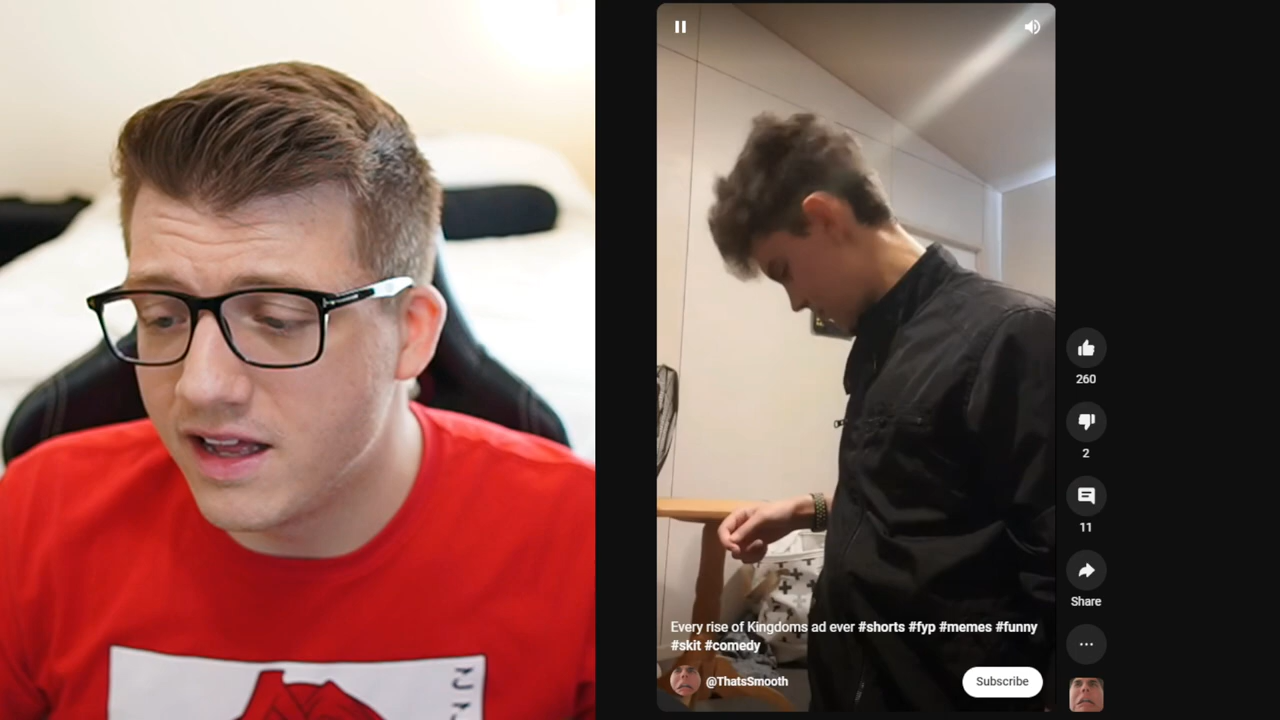 260
2
11
Share
Every rise of Kingdoms ad ever #shorts #fyp #memes #funny
#skit #comedy
@ThatsSmooth
Subscribe